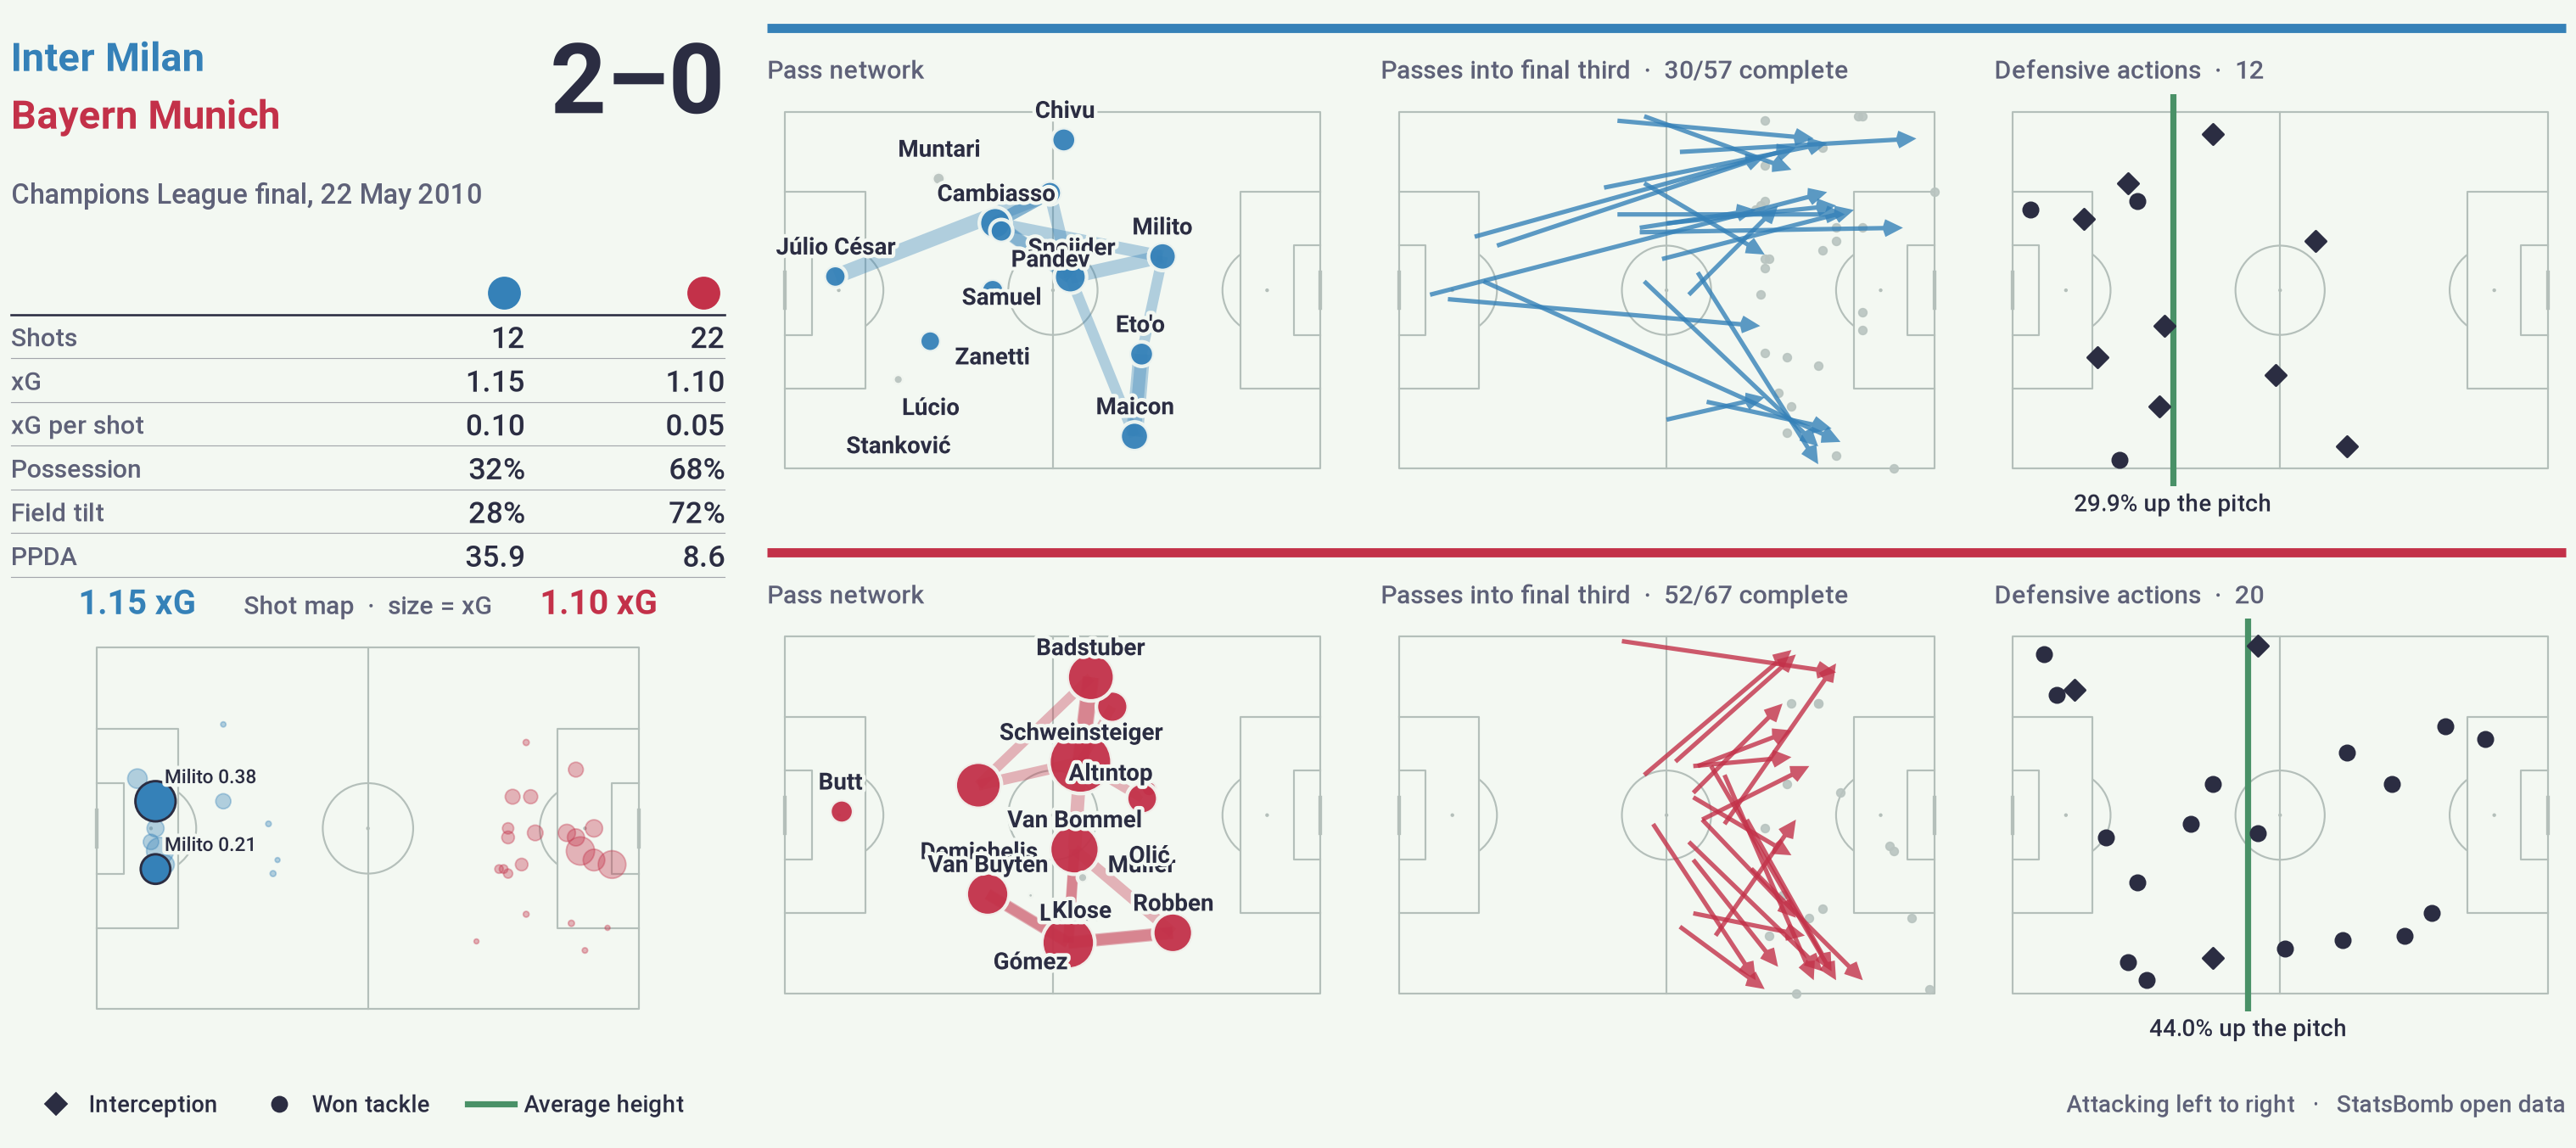 Inter Milan
Bayern Munich
2–0
Champions League final, 22 May 2010
Shots 12 22
xG 1.15 1.10
xG per shot 0.10 0.05
Possession 32% 68%
Field tilt 28% 72%
PPDA 35.9 8.6
1.15 xG Shot map · size = xG 1.10 xG
Milito 0.38
Milito 0.21
Interception
Won tackle
Average height
Pass network
Chivu
Muntari
Cambiasso
Milito
Júlio César
Sneijder
Pandev
Samuel
Eto'o
Zanetti
Maicon
Lúcio
Stanković
Passes into final third · 30/57 complete
Defensive actions · 12
29.9% up the pitch
Pass network
Badstuber
Schweinsteiger
Altıntop
Butt
Van Bommel
Demichelis
Van Buyten
Olić
Müller
Klose
Robben
Gómez
Passes into final third · 52/67 complete
Defensive actions · 20
44.0% up the pitch
Attacking left to right · StatsBomb open data